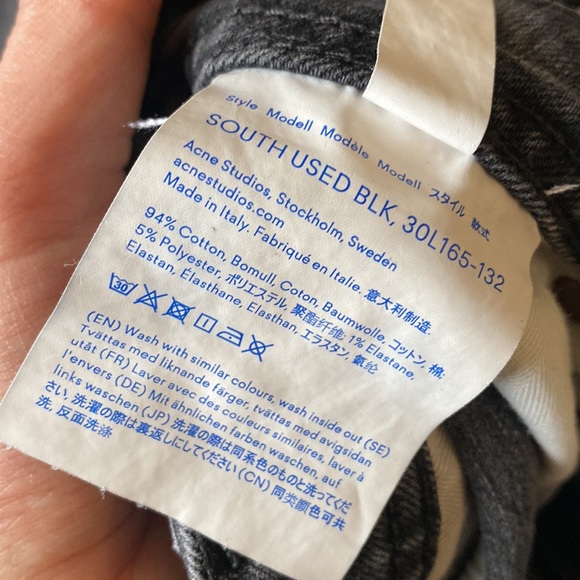 Style Modell Modèle Modell スタイル 款式
SOUTH USED BLK, 30L165-132
Acne Studios, Stockholm, Sweden
acnestudios.com
Made in Italy. Fabriqué en Italie. 意大利制造.
94% Cotton, Bomull, Coton, Baumwolle, コットン, 棉.
5% Polyester, ポリエステル, 聚酯纤维. 1% Elastane,
Elastan, Élasthane, Elasthan, エラスタン, 氨纶
30
(EN) Wash with similar colours, wash inside out (SE)
Tvättas med liknande färger, tvättas med avigsidan
utåt (FR) Laver avec des couleurs similaires, laver à
l'envers (DE) Mit ähnlichen farben waschen, auf
links waschen (JP) 洗濯の際は同系色のものと洗ってくだ
さい, 洗濯の際は裏返しにしてください (CN) 同类颜色可共
洗, 反面洗涤